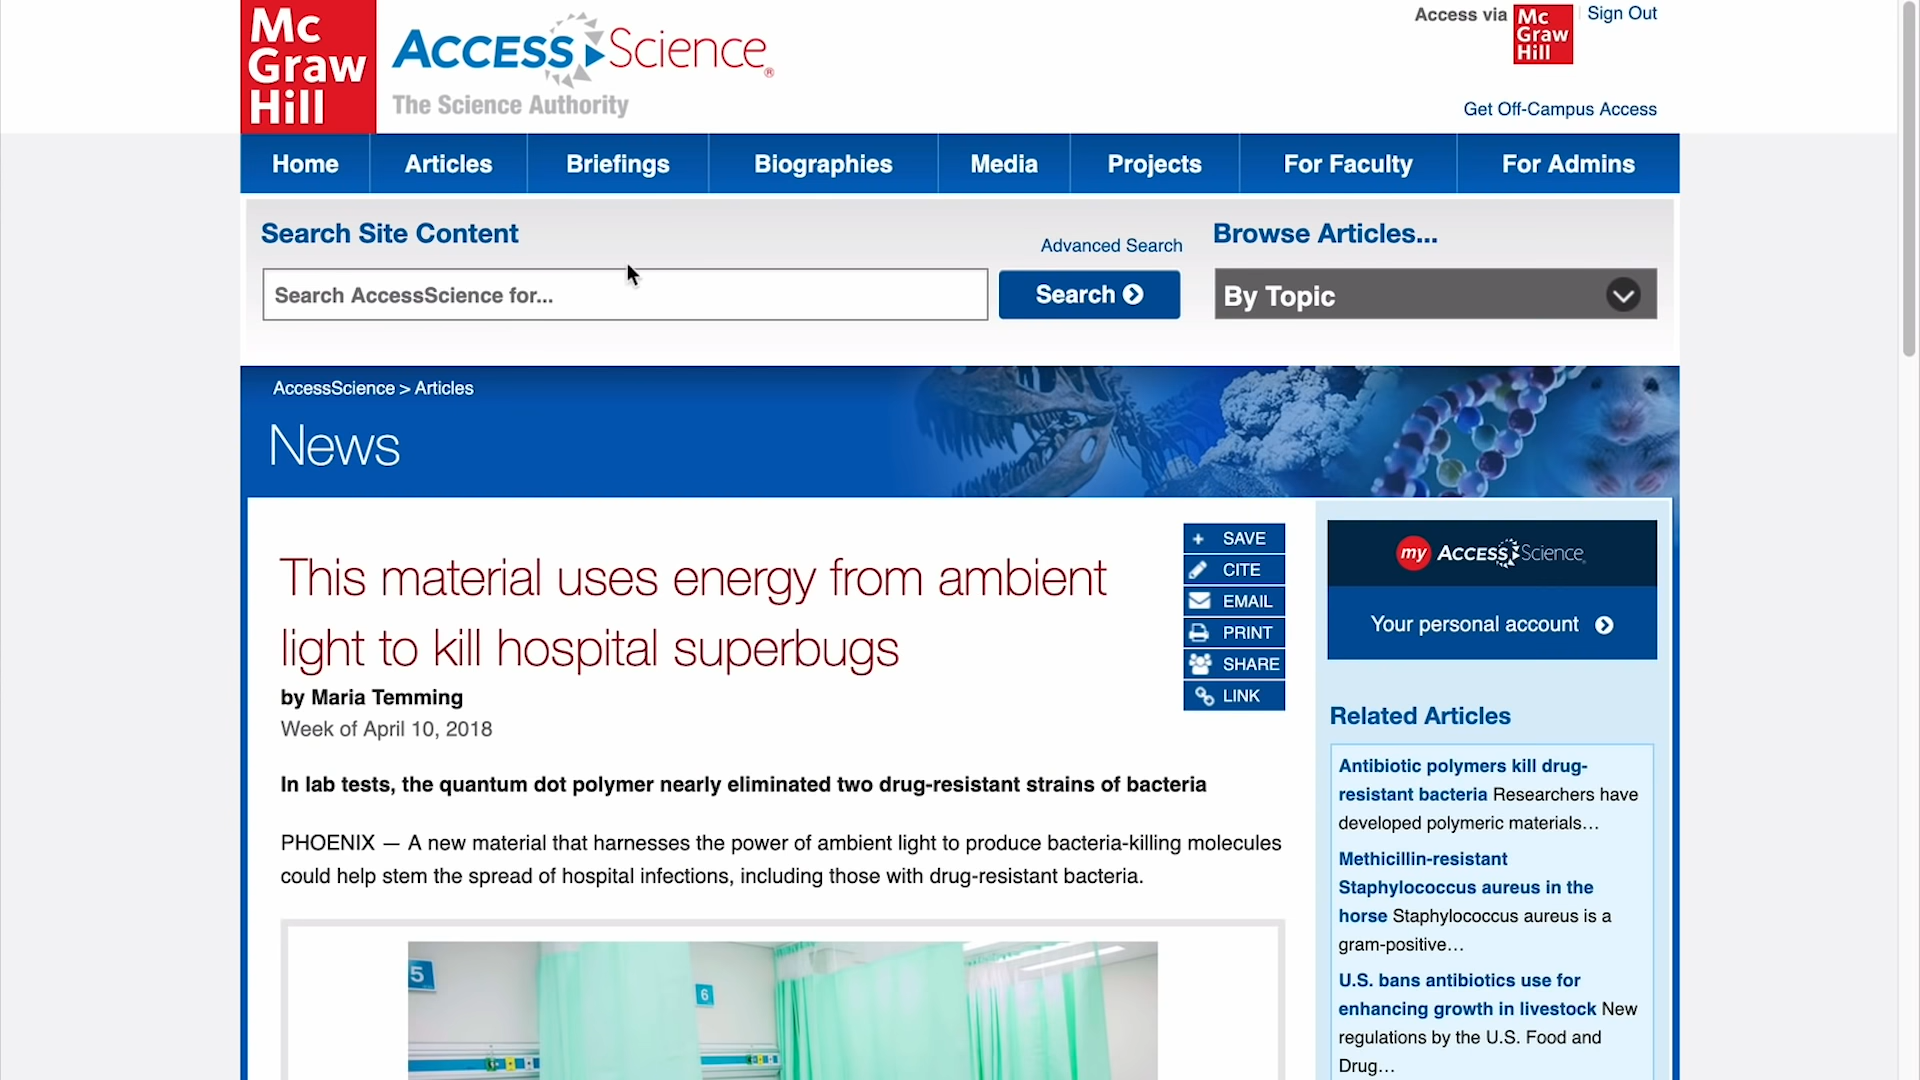 Mc
Graw
Hill
ACCESS Science®
The Science Authority
Access via
Mc
Graw
Hill
Sign Out
Get Off-Campus Access
Home
Articles
Briefings
Biographies
Media
Projects
For Faculty
For Admins
Search Site Content
Advanced Search
Search AccessScience for...
Search
Browse Articles...
By Topic
AccessScience > Articles
News
This material uses energy from ambient
light to kill hospital superbugs
by Maria Temming
Week of April 10, 2018
SAVE
CITE
EMAIL
PRINT
SHARE
LINK
In lab tests, the quantum dot polymer nearly eliminated two drug-resistant strains of bacteria
PHOENIX — A new material that harnesses the power of ambient light to produce bacteria-killing molecules
could help stem the spread of hospital infections, including those with drug-resistant bacteria.
5
6
my ACCESS Science
Your personal account
Related Articles
Antibiotic polymers kill drug-
resistant bacteria Researchers have
developed polymeric materials…
Methicillin-resistant
Staphylococcus aureus in the
horse Staphylococcus aureus is a
gram-positive…
U.S. bans antibiotics use for
enhancing growth in livestock New
regulations by the U.S. Food and
Drug…